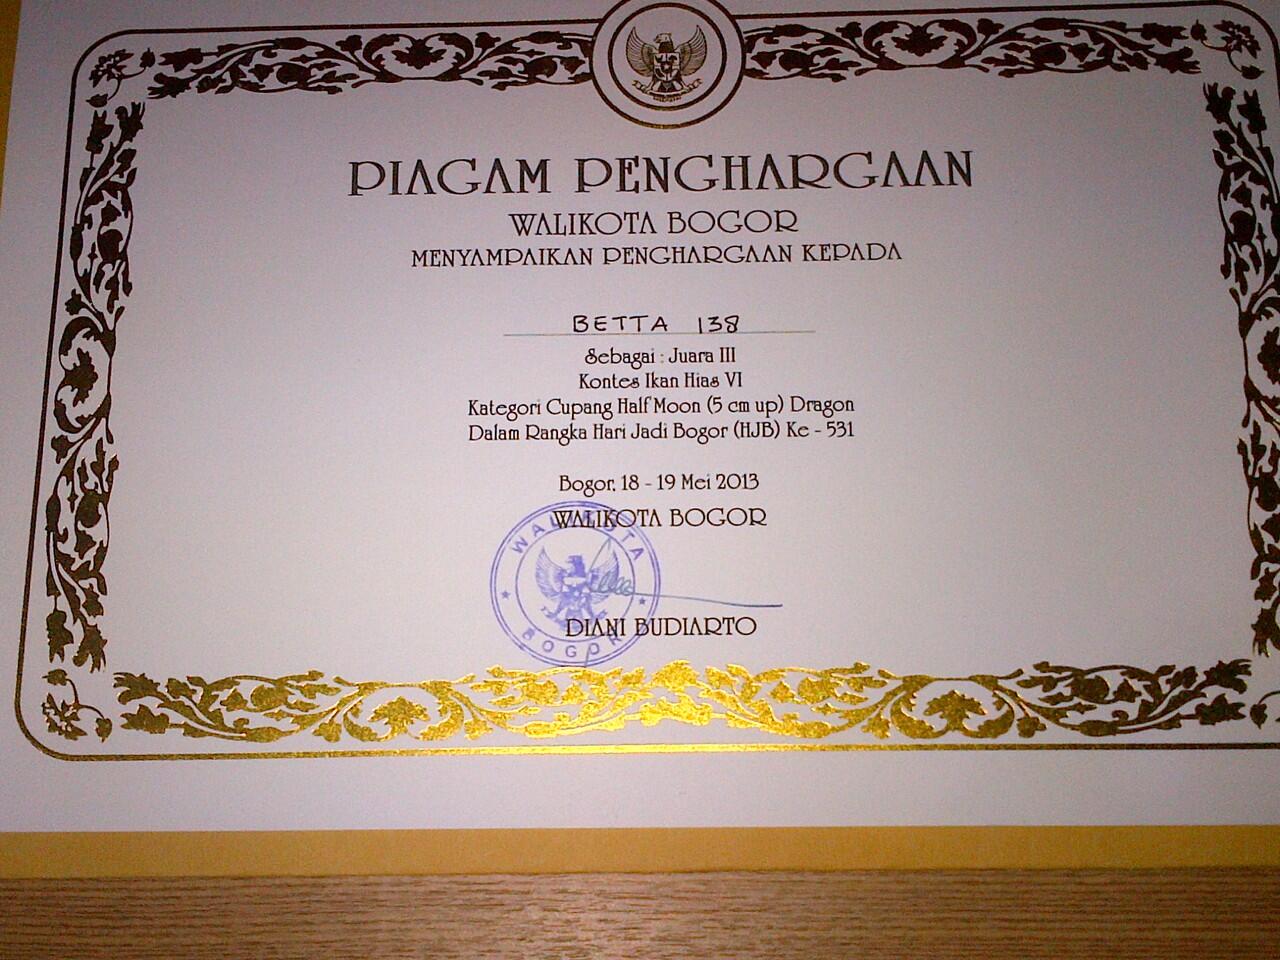 PIAGAM PENGHARGAAN
WALIKOTA BOGOR
MENYAMPAIKAN PENGHARGAAN KEPADA
BETTA 138
Sebagai : Juara III
Kontes Ikan Hias VI
Kategori Cupang Half Moon (5 cm up) Dragon
Dalam Rangka Hari Jadi Bogor (HJB) Ke - 531
Bogor, 18 - 19 Mei 2013
WALIKOTA BOGOR
WALIKOTA
BOGOR
DIANI BUDIARTO